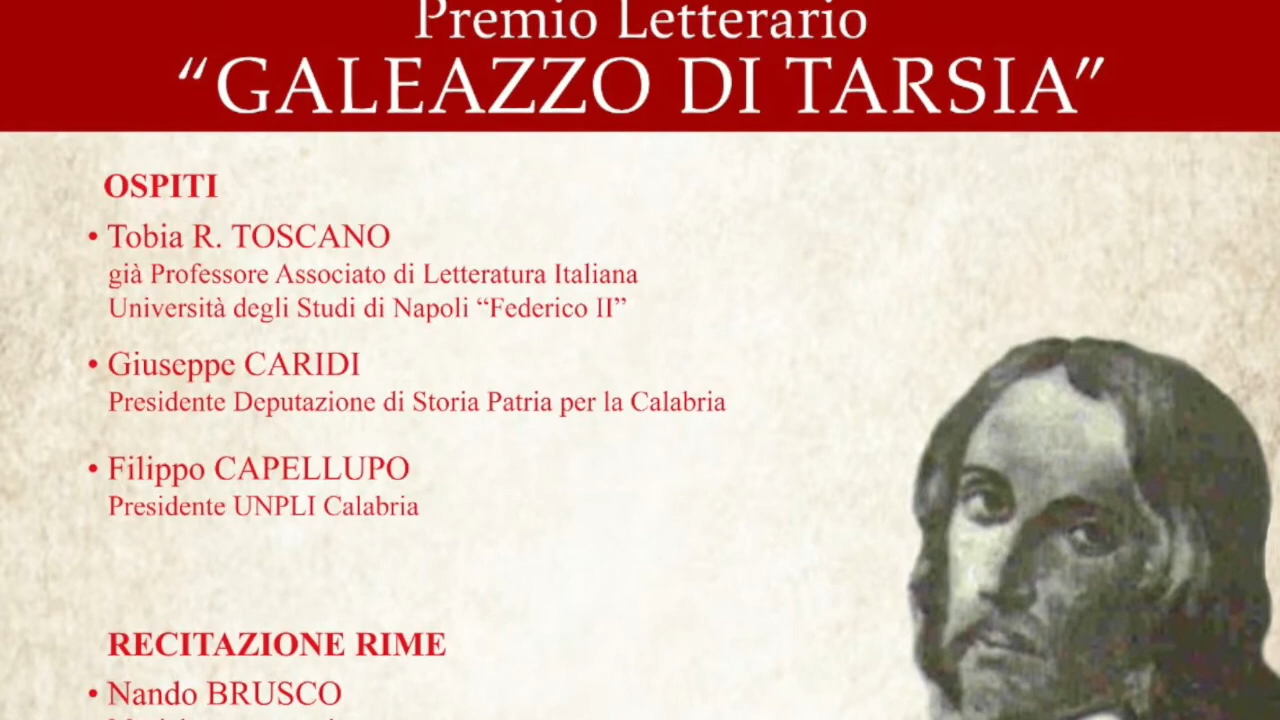 Premio Letterario
“GALEAZZO DI TARSIA”
OSPITI
• Tobia R. TOSCANO
già Professore Associato di Letteratura Italiana
Università degli Studi di Napoli “Federico II”
• Giuseppe CARIDI
Presidente Deputazione di Storia Patria per la Calabria
• Filippo CAPELLUPO
Presidente UNPLI Calabria
RECITAZIONE RIME
• Nando BRUSCO